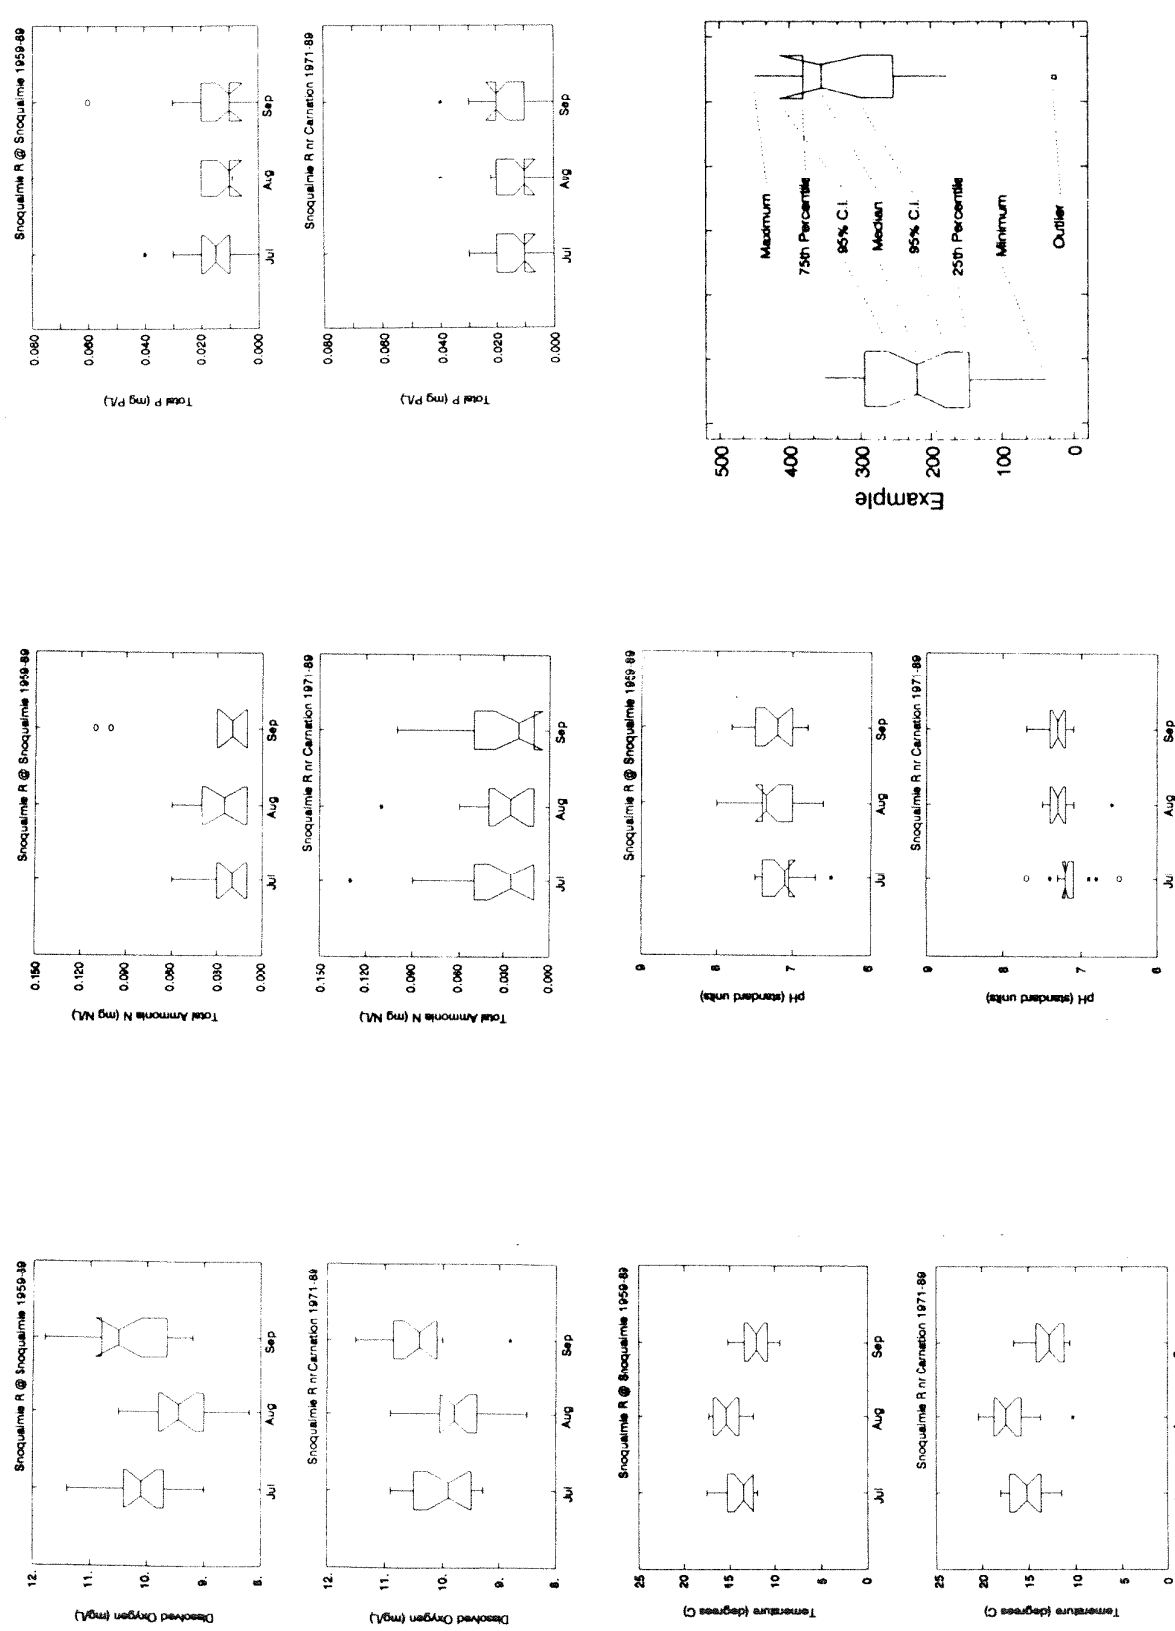 Snoqualmie R @ Snoqualmie 1959-89
Total P (mg P/L)
0.080
0.060
0.040
0.020
0.000
Jul Aug Sep
Snoqualmie R nr Carnation 1971-89
Total P (mg P/L)
0.080
0.060
0.040
0.020
0.000
Jul Aug Sep
Example
500
400
300
200
100
0
Maximum
75th Percentile
95% C.I.
Median
95% C.I.
25th Percentile
Minimum
Outlier
Snoqualmie R @ Snoqualmie 1959-89
Total Ammonia N (mg N/L)
0.150
0.120
0.090
0.060
0.030
0.000
Jul Aug Sep
Snoqualmie R nr Carnation 1971-89
Total Ammonia N (mg N/L)
0.150
0.120
0.090
0.060
0.030
0.000
Jul Aug Sep
Snoqualmie R @ Snoqualmie 1959-89
pH (standard units)
9
8
7
6
Jul Aug Sep
Snoqualmie R nr Carnation 1971-89
pH (standard units)
9
8
7
6
Jul Aug Sep
Snoqualmie R @ Snoqualmie 1959-89
Dissolved Oxygen (mg/L)
12.
11.
10.
9.
8.
Jul Aug Sep
Snoqualmie R nr Carnation 1971-89
Dissolved Oxygen (mg/L)
12.
11.
10.
9.
8.
Jul Aug Sep
Snoqualmie R @ Snoqualmie 1959-89
Temerature (degrees C)
25
20
15
10
5
0
Jul Aug Sep
Snoqualmie R nr Carnation 1971-89
Temerature (degrees C)
25
20
15
10
5
0